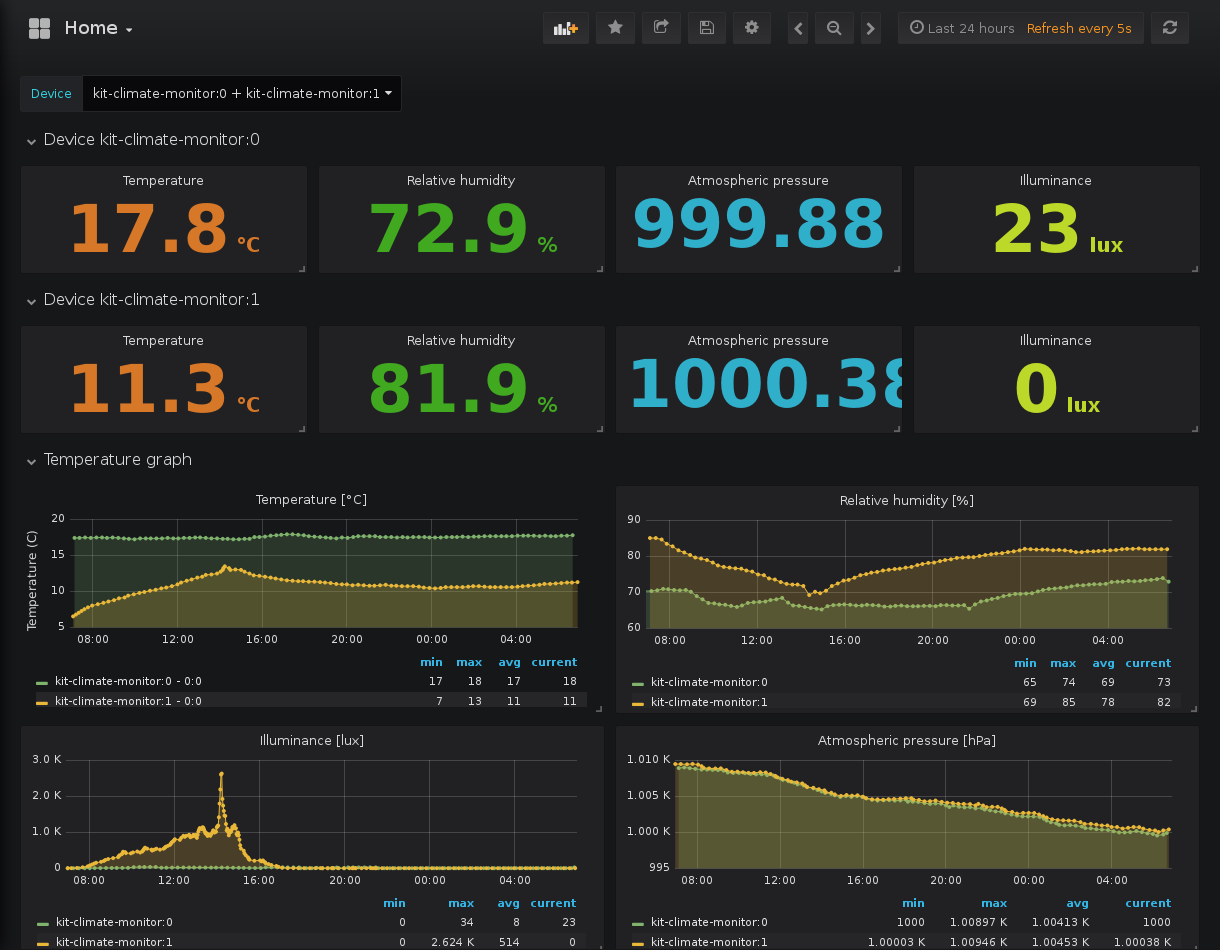 Home
Last 24 hours Refresh every 5s
Device kit-climate-monitor:0 + kit-climate-monitor:1
Device kit-climate-monitor:0
Temperature Relative humidity Atmospheric pressure Illuminance
17.8 °C 72.9 % 999.88 23 lux
Device kit-climate-monitor:1
Temperature Relative humidity Atmospheric pressure Illuminance
11.3 °C 81.9 % 1000.38 0 lux
Temperature graph
Temperature [°C]
Temperature (C)
20
15
10
5
08:00 12:00 16:00 20:00 00:00 04:00
min max avg current
kit-climate-monitor:0 - 0:0 17 18 17 18
kit-climate-monitor:1 - 0:0 7 13 11 11
Relative humidity [%]
90
80
70
60
08:00 12:00 16:00 20:00 00:00 04:00
min max avg current
kit-climate-monitor:0 65 74 69 73
kit-climate-monitor:1 69 85 78 82
Illuminance [lux]
3.0 K
2.0 K
1.0 K
0
08:00 12:00 16:00 20:00 00:00 04:00
min max avg current
kit-climate-monitor:0 0 34 8 23
kit-climate-monitor:1 0 2.624 K 514 0
Atmospheric pressure [hPa]
1.010 K
1.005 K
1.000 K
995
08:00 12:00 16:00 20:00 00:00 04:00
min max avg current
kit-climate-monitor:0 1000 1.00897 K 1.00413 K 1000
kit-climate-monitor:1 1.00003 K 1.00946 K 1.00453 K 1.00038 K